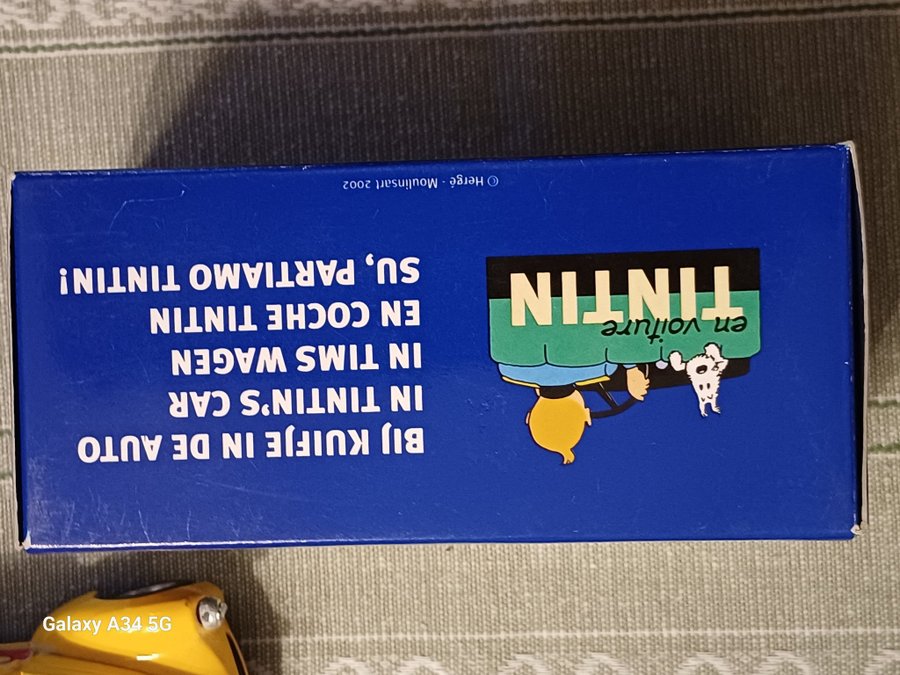 BIJ KUIFJE IN DE AUTO
IN TINTIN'S CAR
IN TIMS WAGEN
EN COCHE TINTIN
SU, PARTIAMO TINTIN!
en voiture
TINTIN
© Hergé - Moulinsart 2002
Galaxy A34 5G